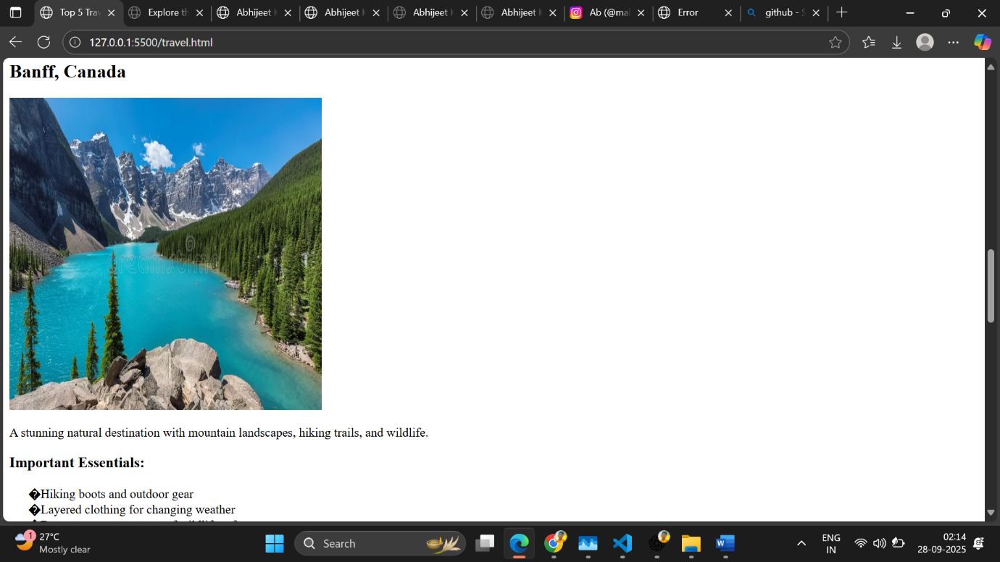 Top 5 Trav
Explore th
Abhijeet K
Abhijeet K
Abhijeet K
Abhijeet K
Ab (@mal
Error
github - S
127.0.0.1:5500/travel.html
Banff, Canada
dreamstime
A stunning natural destination with mountain landscapes, hiking trails, and wildlife.
Important Essentials:
�Hiking boots and outdoor gear
�Layered clothing for changing weather
1
27°C
Mostly clear
Search
ENG
IN
02:14
28-09-2025